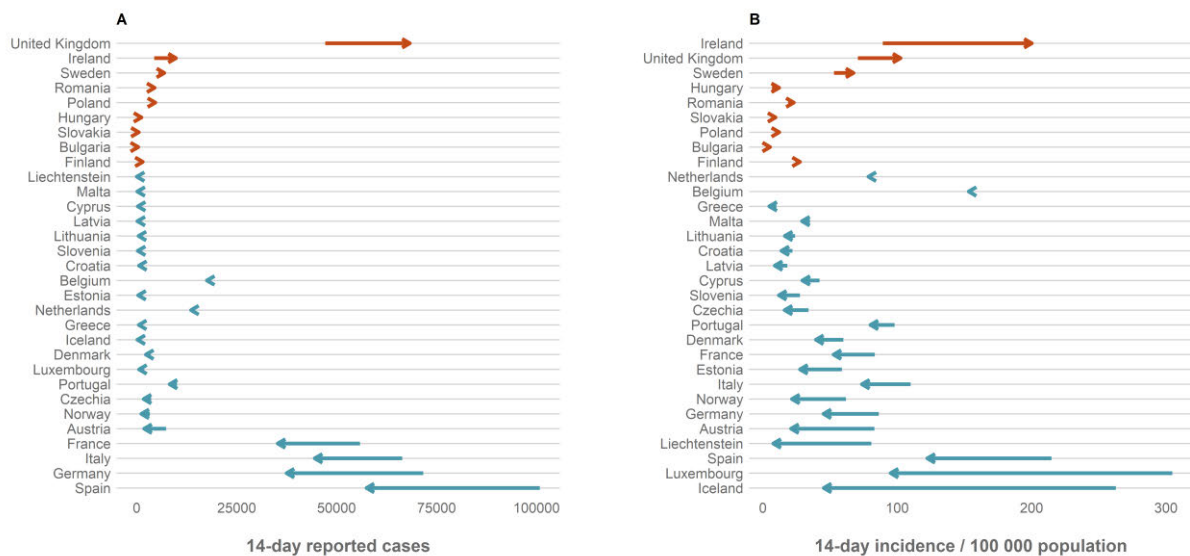 A
United Kingdom
Ireland
Sweden
Romania
Poland
Hungary
Slovakia
Bulgaria
Finland
Liechtenstein
Malta
Cyprus
Latvia
Lithuania
Slovenia
Croatia
Belgium
Estonia
Netherlands
Greece
Iceland
Denmark
Luxembourg
Portugal
Czechia
Norway
Austria
France
Italy
Germany
Spain
0 25000 50000 75000 100000
14-day reported cases
B
Ireland
United Kingdom
Sweden
Hungary
Romania
Slovakia
Poland
Bulgaria
Finland
Netherlands
Belgium
Greece
Malta
Lithuania
Croatia
Latvia
Cyprus
Slovenia
Czechia
Portugal
Denmark
France
Estonia
Italy
Norway
Germany
Austria
Liechtenstein
Spain
Luxembourg
Iceland
0 100 200 300
14-day incidence / 100 000 population